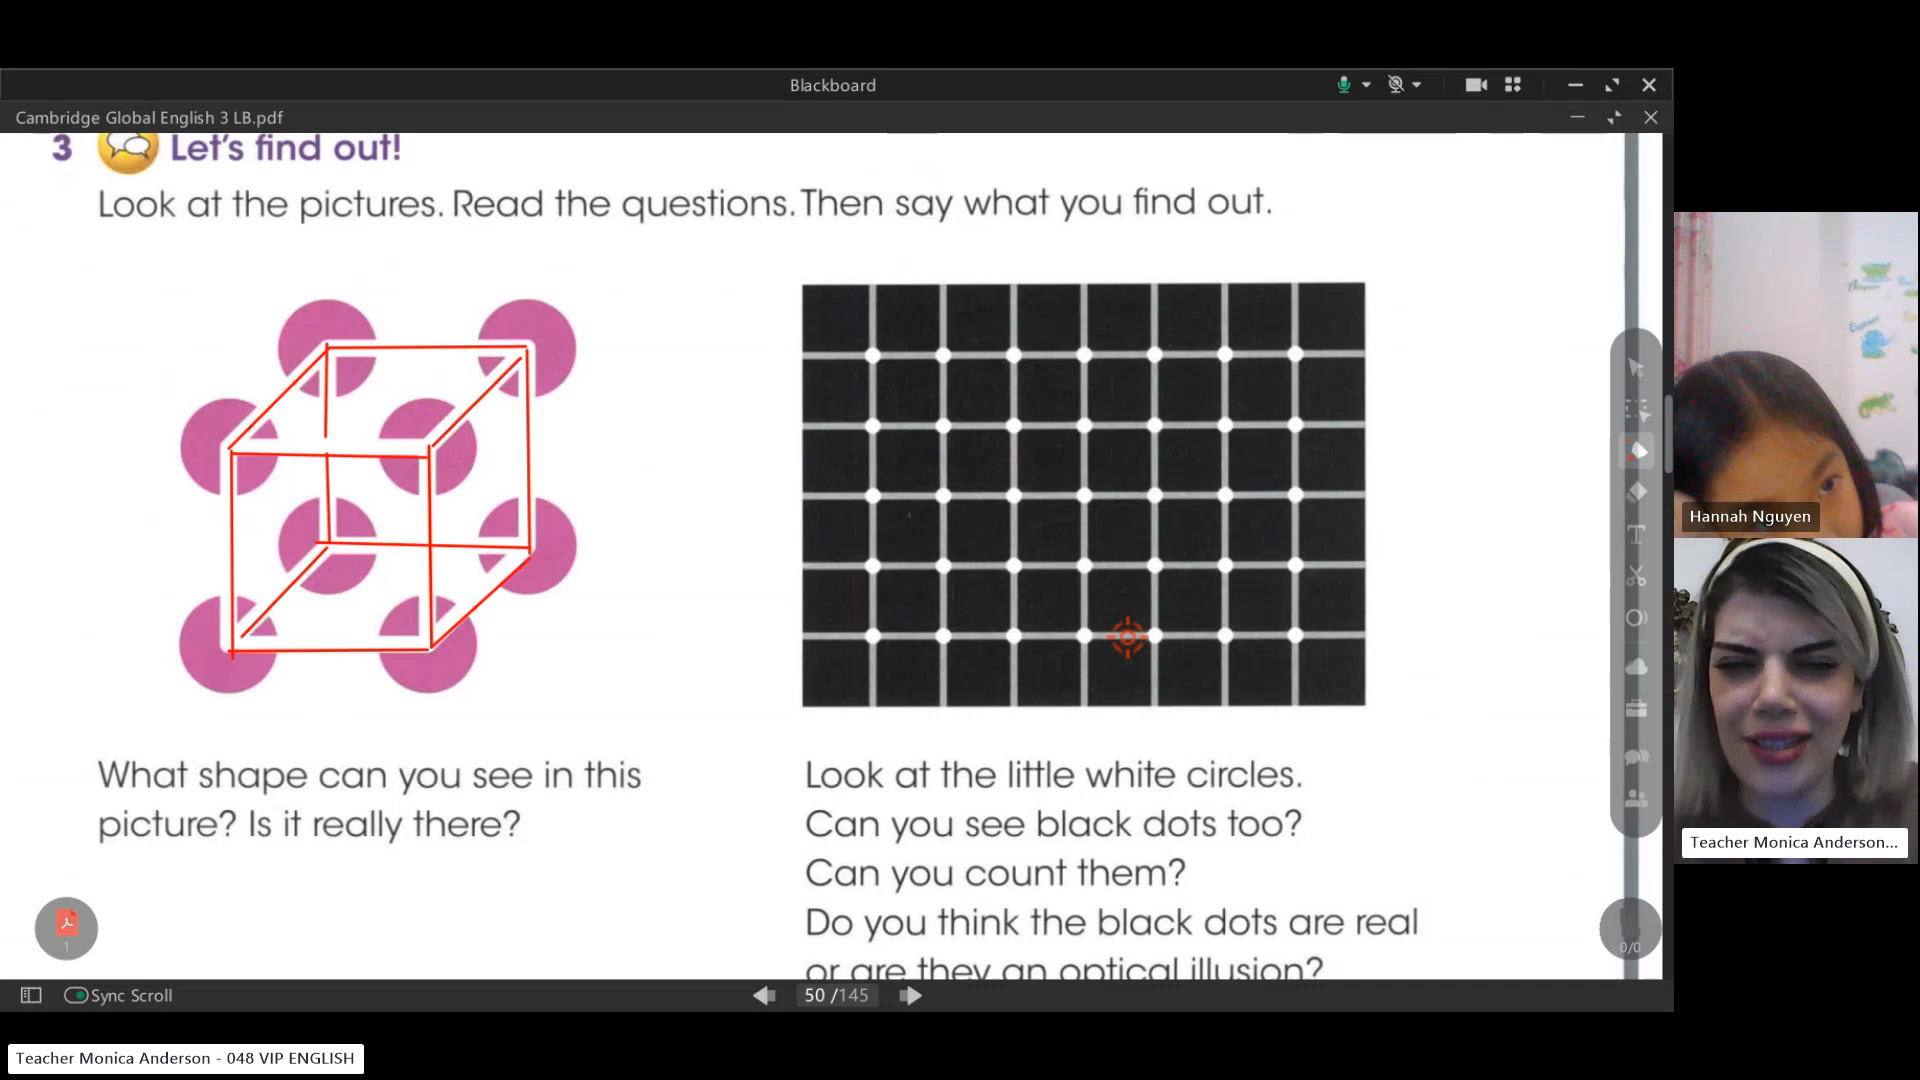 Blackboard
Cambridge Global English 3 LB.pdf
3 Let's find out!
Look at the pictures. Read the questions. Then say what you find out.
What shape can you see in this
picture? Is it really there?
Look at the little white circles.
Can you see black dots too?
Can you count them?
Do you think the black dots are real
or are they an optical illusion?
1
0/0
Sync Scroll
50 /145
Hannah Nguyen
Teacher Monica Anderson...
Teacher Monica Anderson - 048 VIP ENGLISH